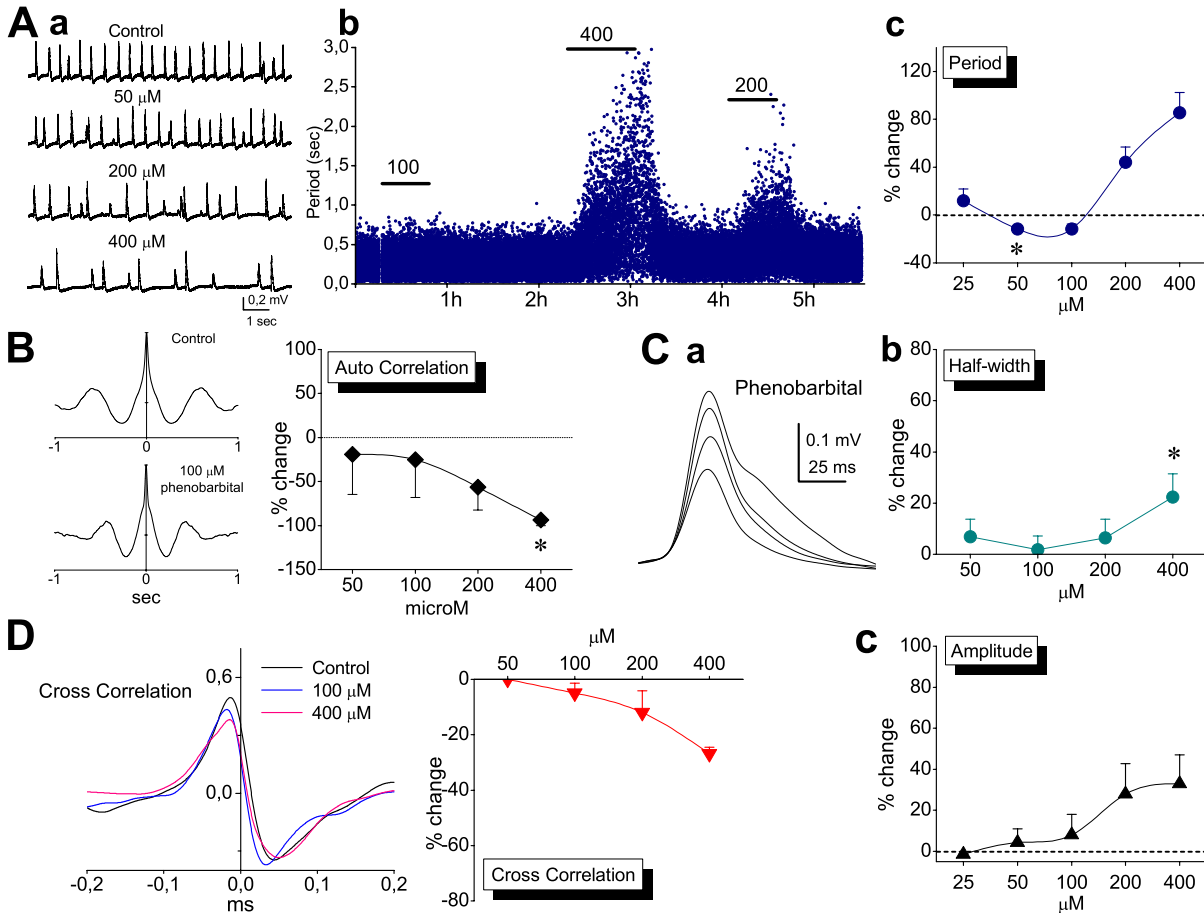 A
a
Control
50 μM
200 μM
400 μM
0,2 mV
1 sec
b
3,0
2,5
2,0
1,5
1,0
0,5
0,0
Period (sec)
100
400
200
1h
2h
3h
4h
5h
c
Period
120
80
40
0
-40
% change
*
25
50
100
200
400
μM
B
Control
-1
0
1
100 μM
phenobarbital
-1
0
1
sec
Auto Correlation
100
50
0
-50
-100
-150
% change
*
50
100
200
400
microM
C
a
Phenobarbital
0.1 mV
25 ms
b
Half-width
80
60
40
20
0
% change
*
50
100
200
400
μM
D
Cross Correlation
0,6
0,0
Control
100 μM
400 μM
-0,2
-0,1
0,0
0,1
0,2
ms
μM
50
100
200
400
0
-20
-40
-60
-80
% change
Cross Correlation
c
Amplitude
100
80
60
40
20
0
% change
25
50
100
200
400
μM